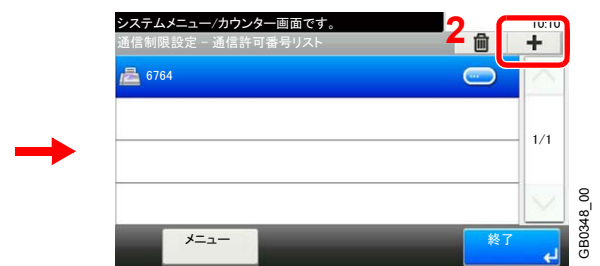 システムメニュー/カウンター画面です。
10:10
通信制限設定 - 通信許可番号リスト
2
+
6764
1/1
メニュー
終了
GB0348_00